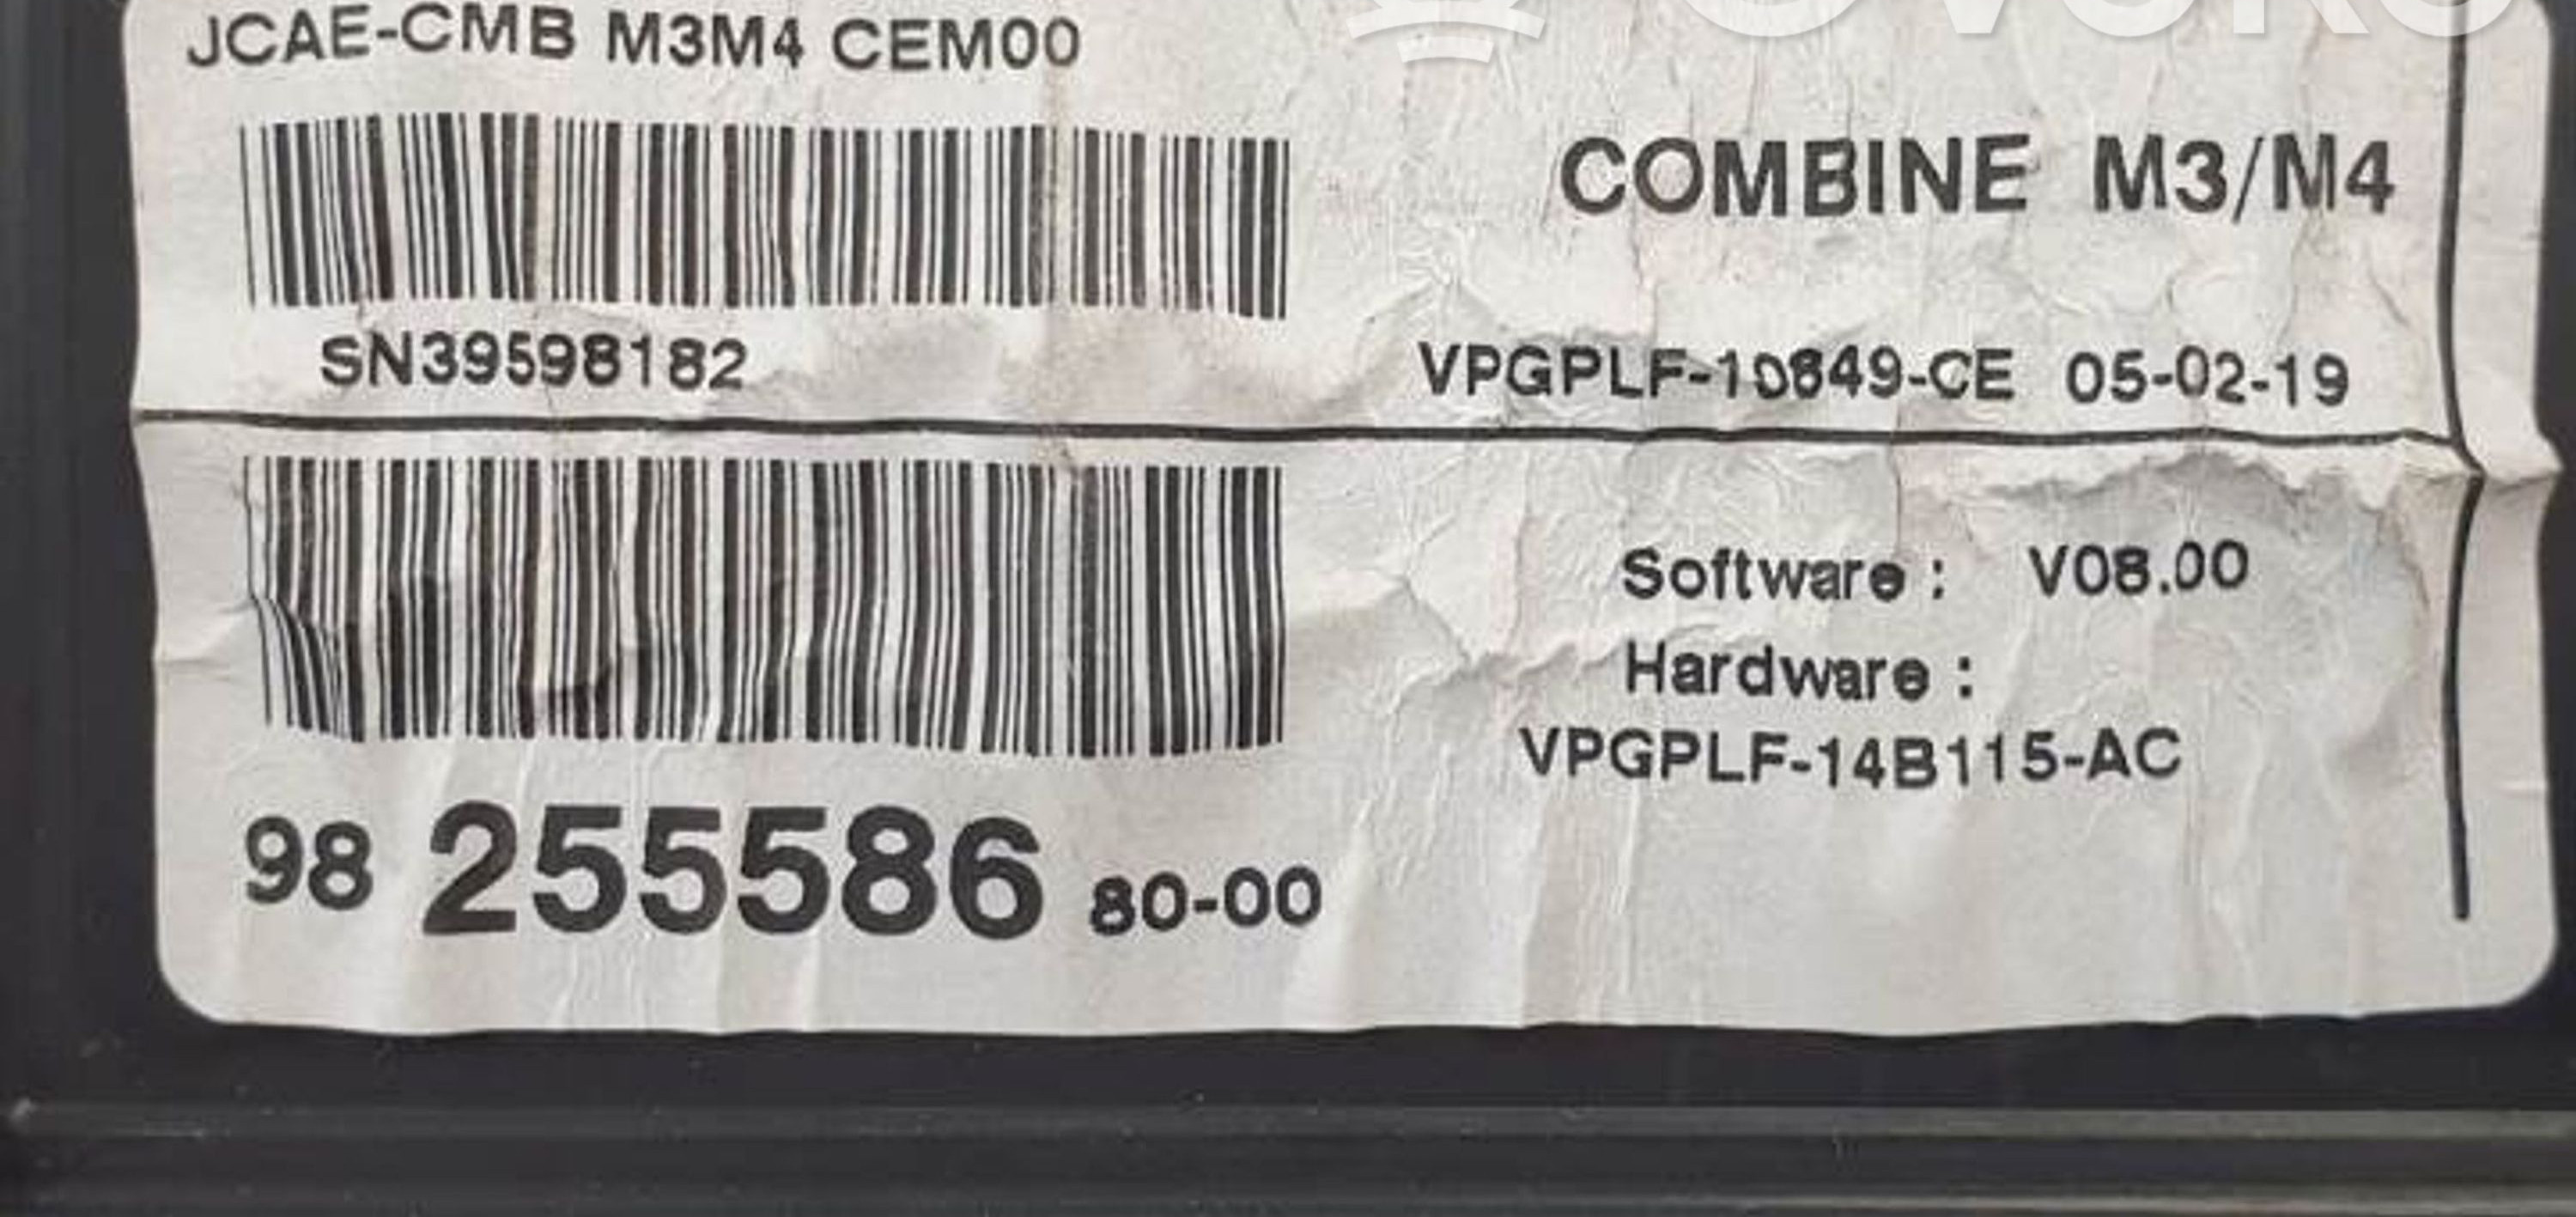 JCAE-CMB M3M4 CEM00
COMBINE M3/M4
SN39598182
VPGPLF-10849-CE 05-02-19
Software : V08.00
Hardware :
VPGPLF-14B115-AC
98 255586 80-00